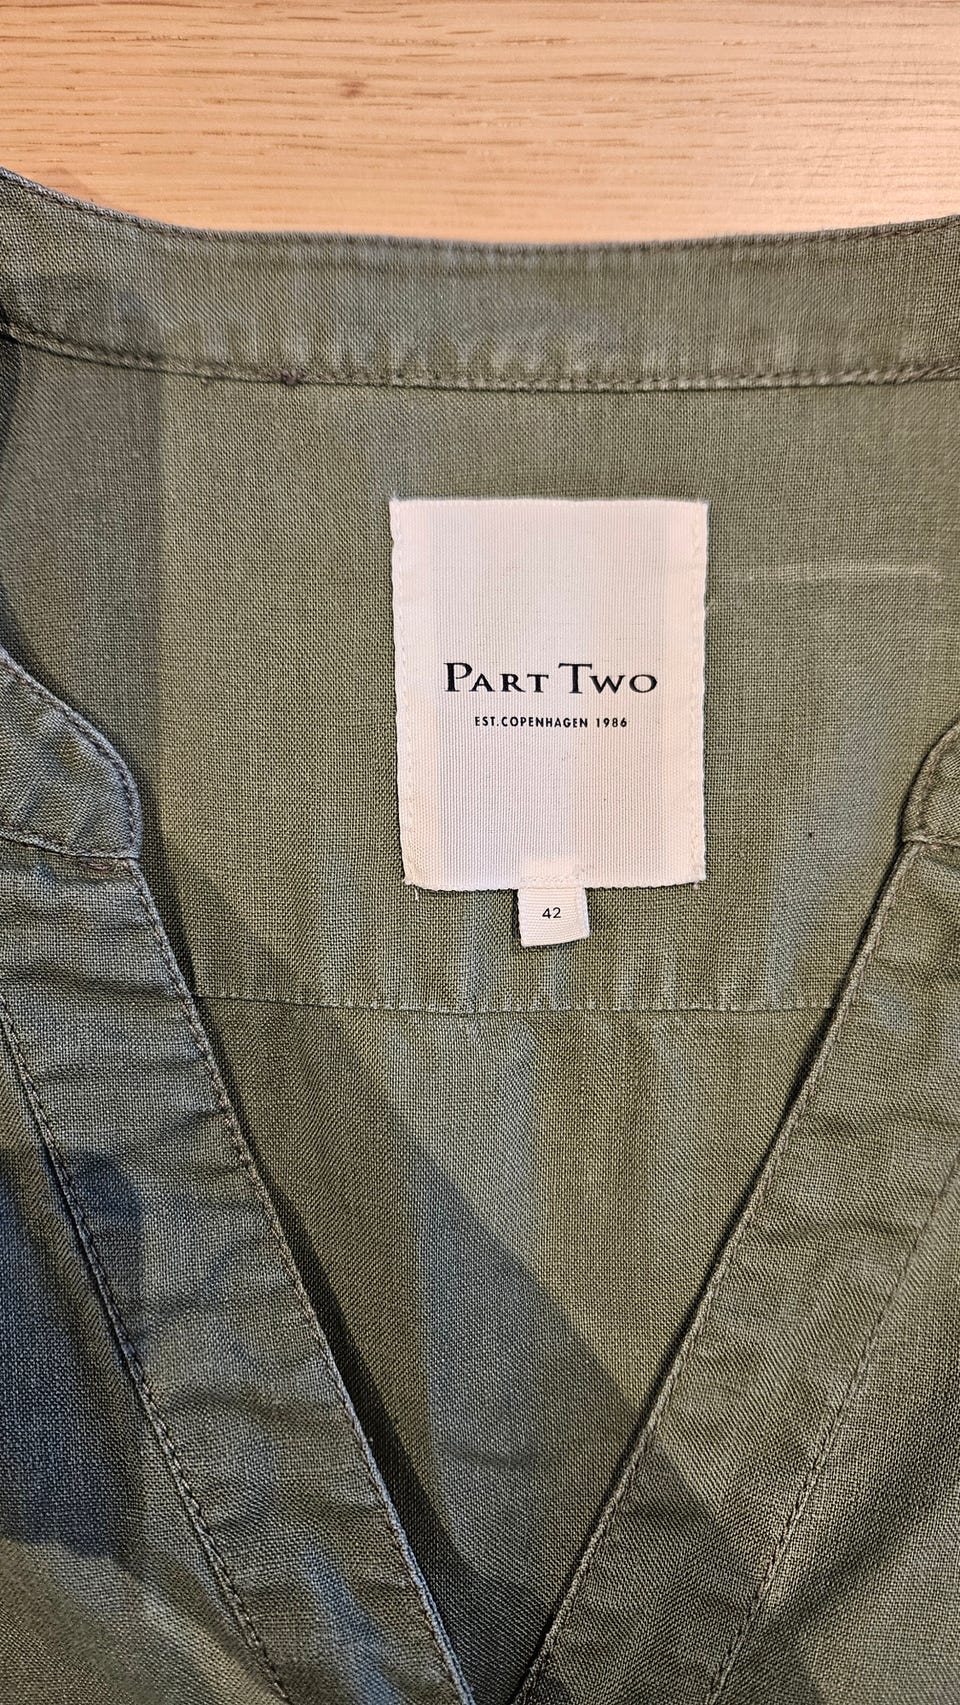 PART TWO
EST.COPENHAGEN 1986
42